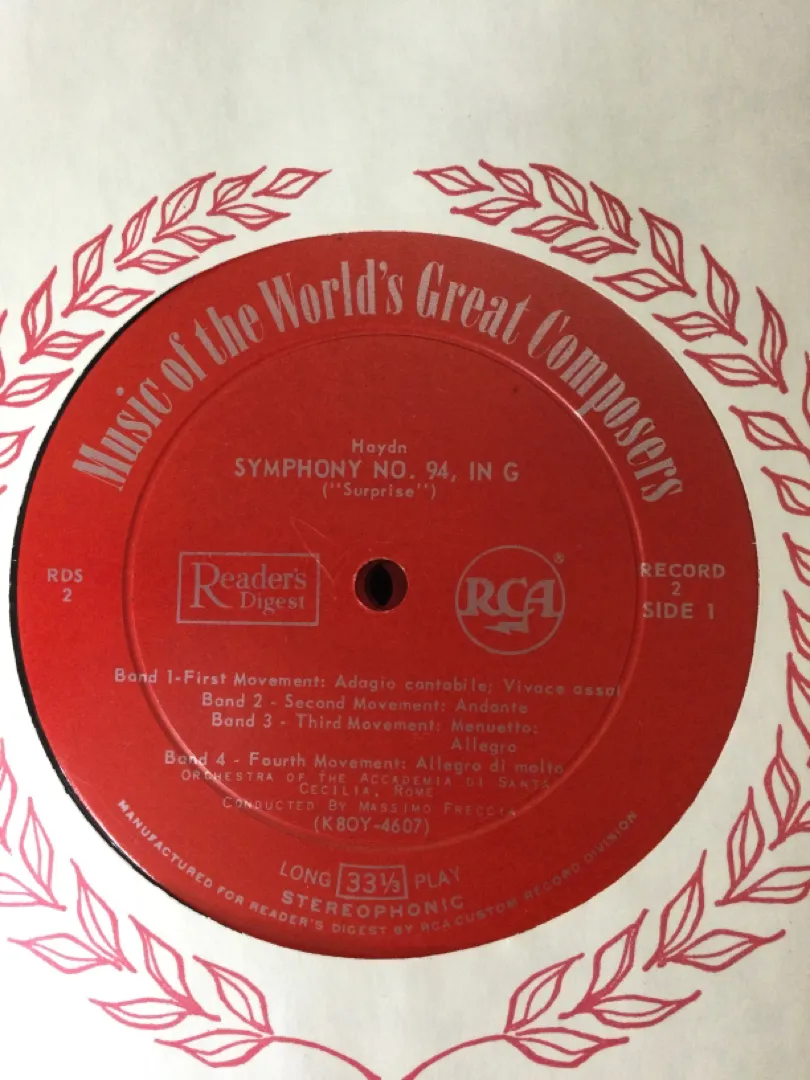 Music of the World's Great Composers
Haydn
SYMPHONY NO. 94, IN G
("Surprise")
RDS
2
Reader's
Digest
RCA
®
RECORD
2
SIDE 1
Band 1-First Movement: Adagio cantabile; Vivace assai
Band 2 - Second Movement: Andante
Band 3 - Third Movement: Menuetto:
Allegro
Band 4 - Fourth Movement: Allegro di molto
ORCHESTRA OF THE ACCADEMIA DI SANTA
CECILIA, ROME
CONDUCTED BY MASSIMO FRECCIA
(K8OY-4607)
LONG 33⅓ PLAY
STEREOPHONIC
MANUFACTURED FOR READER'S DIGEST BY RCA CUSTOM RECORD DIVISION